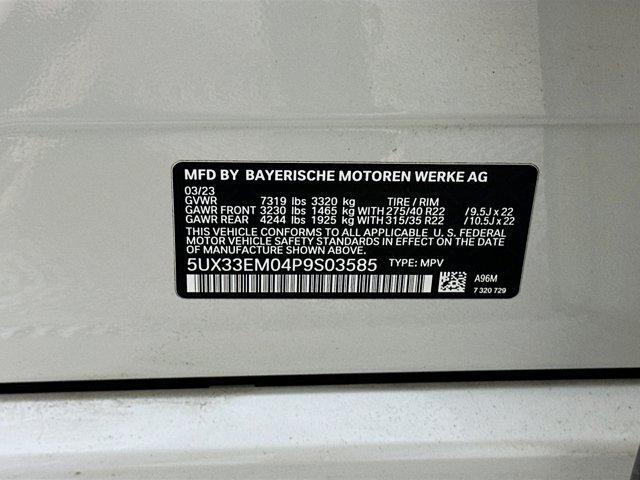 MFD BY BAYERISCHE MOTOREN WERKE AG
03/23
GVWR 7319 lbs 3320 kg TIRE / RIM
GAWR FRONT 3230 lbs 1465 kg WITH 275/40 R22 / 9.5J x 22
GAWR REAR 4244 lbs 1925 kg WITH 315/35 R22 / 10.5J x 22
THIS VEHICLE CONFORMS TO ALL APPLICABLE U. S. FEDERAL
MOTOR VEHICLE SAFETY STANDARDS IN EFFECT ON THE
DATE OF MANUFACTURE SHOWN ABOVE.
5UX33EM04P9S03585 TYPE: MPV
A96M
7 320 729